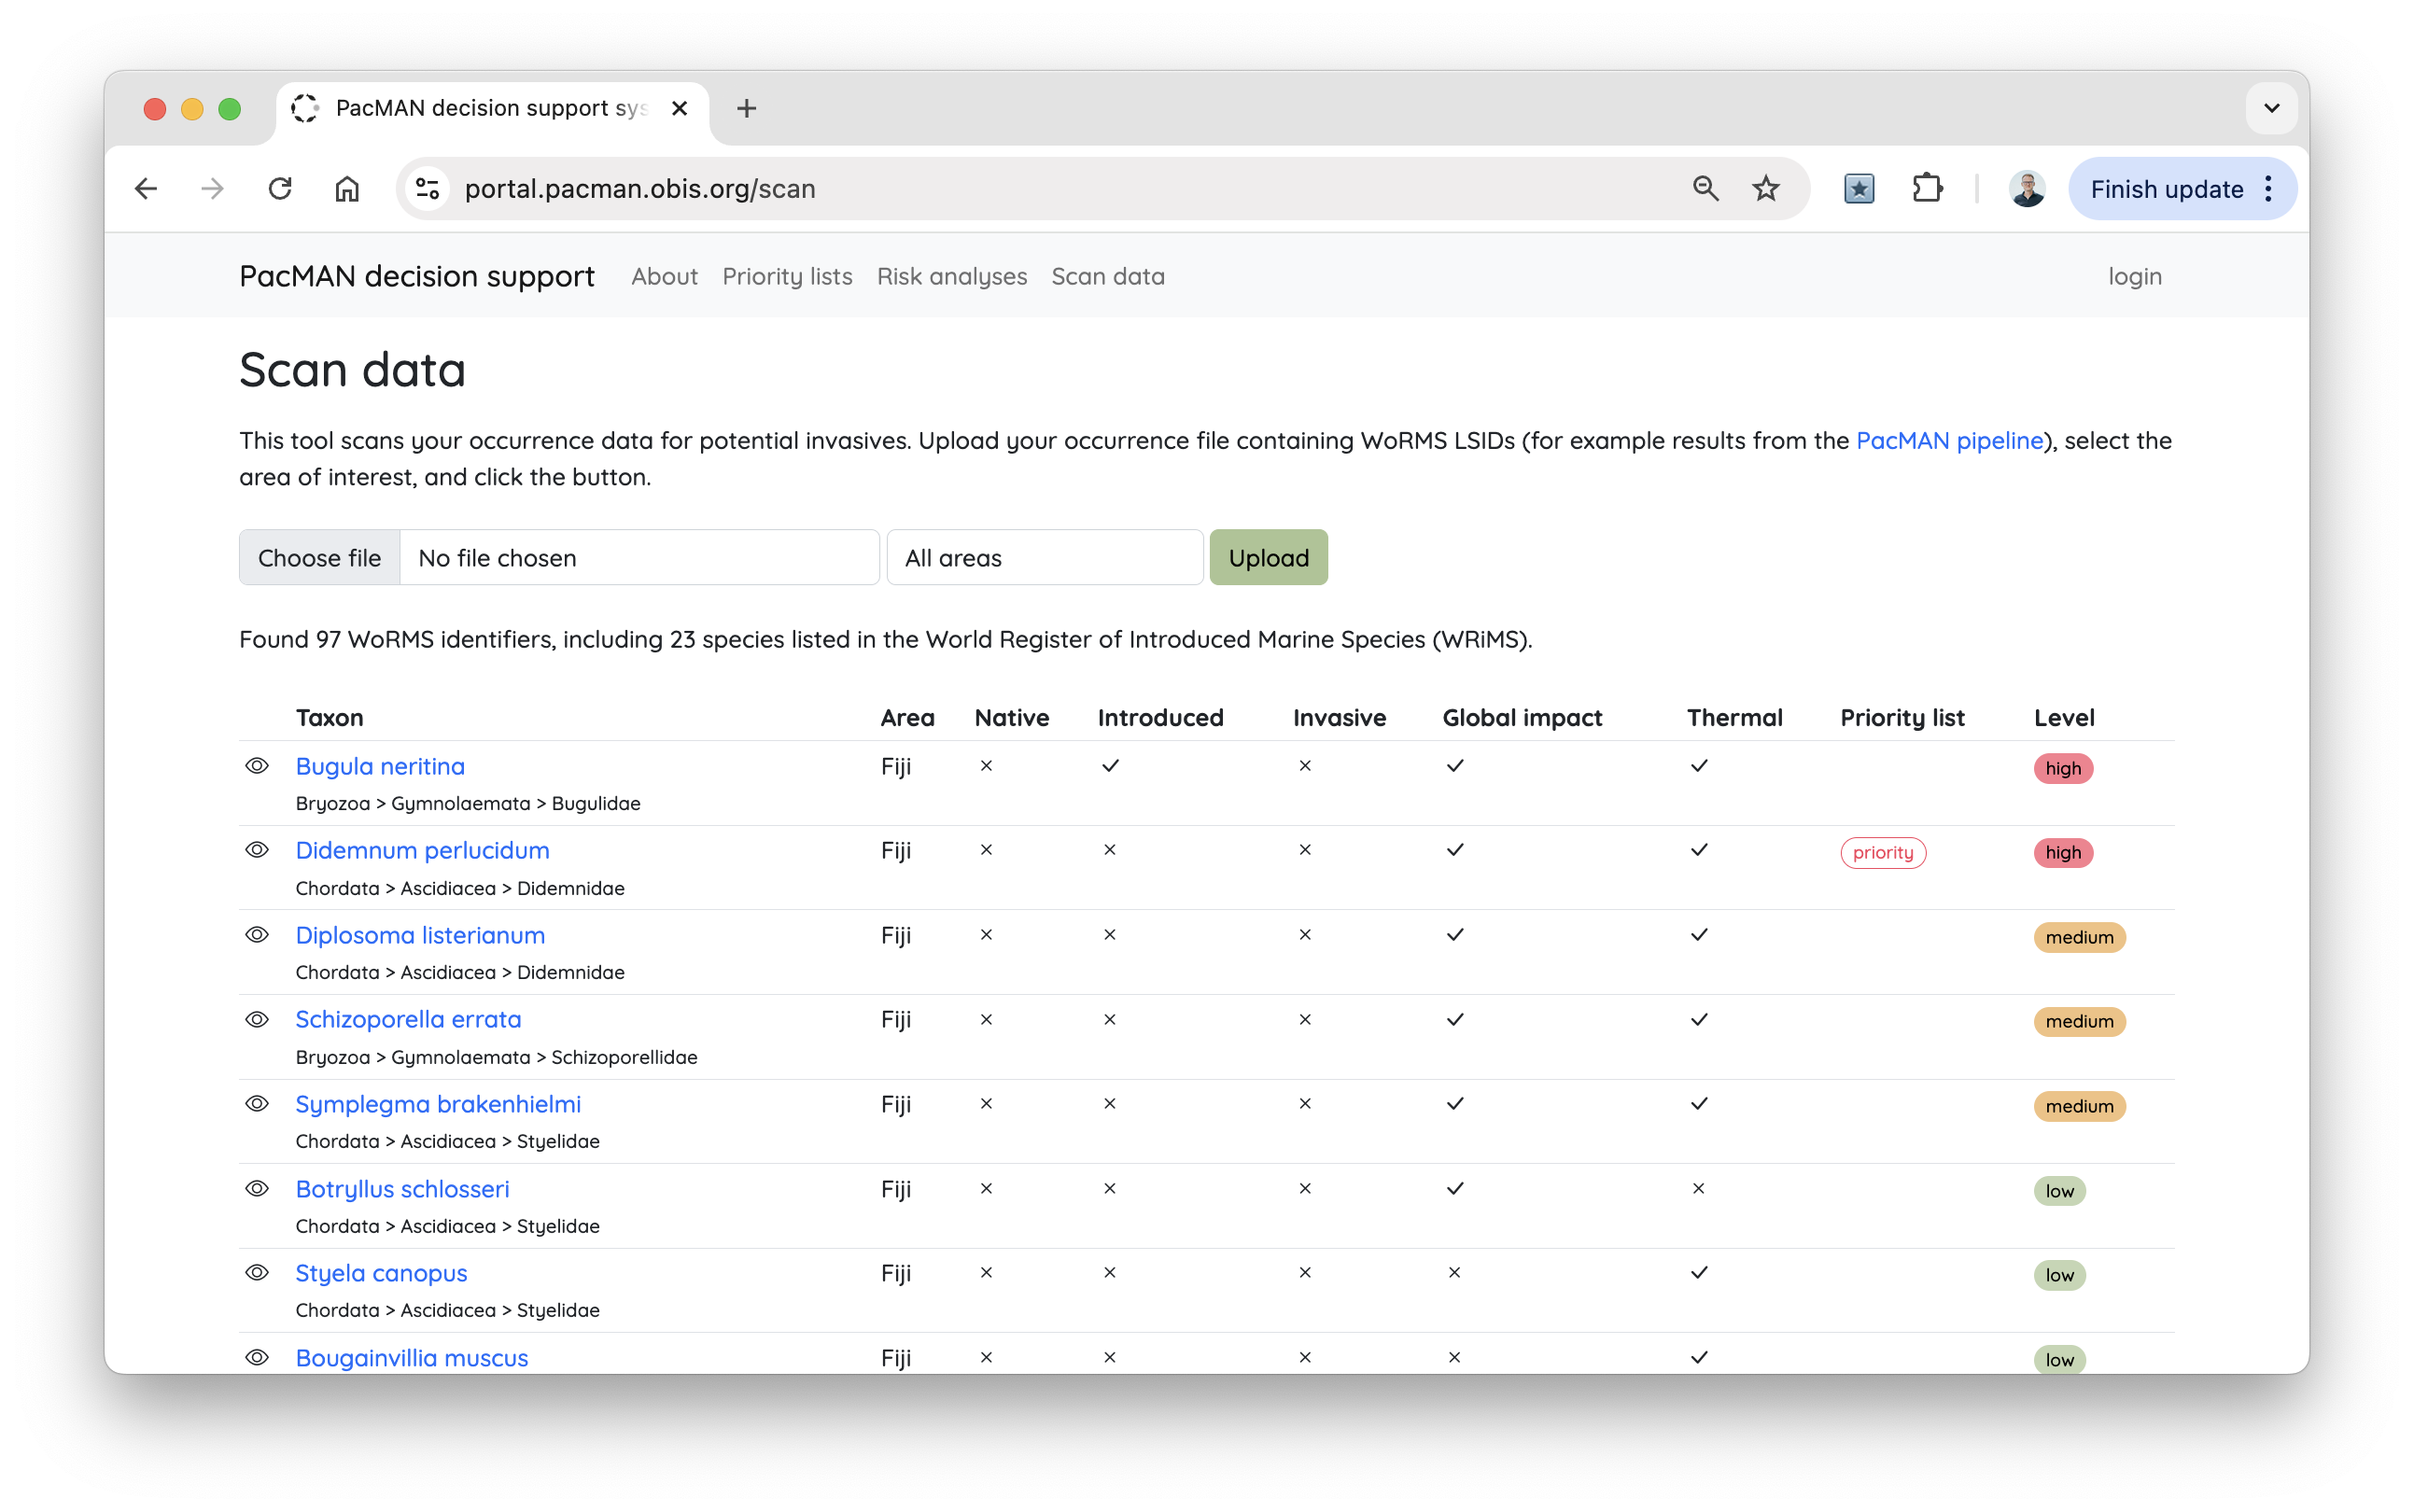 PacMAN decision support sys
portal.pacman.obis.org/scan
Finish update
PacMAN decision support About Priority lists Risk analyses Scan data login
Scan data
This tool scans your occurrence data for potential invasives. Upload your occurrence file containing WoRMS LSIDs (for example results from the PacMAN pipeline), select the
area of interest, and click the button.
Choose file No file chosen All areas Upload
Found 97 WoRMS identifiers, including 23 species listed in the World Register of Introduced Marine Species (WRiMS).
Taxon Area Native Introduced Invasive Global impact Thermal Priority list Level
Bugula neritina Fiji × ✓ × ✓ ✓ high
Bryozoa > Gymnolaemata > Bugulidae
Didemnum perlucidum Fiji × × × ✓ ✓ priority high
Chordata > Ascidiacea > Didemnidae
Diplosoma listerianum Fiji × × × ✓ ✓ medium
Chordata > Ascidiacea > Didemnidae
Schizoporella errata Fiji × × × ✓ ✓ medium
Bryozoa > Gymnolaemata > Schizoporellidae
Symplegma brakenhielmi Fiji × × × ✓ ✓ medium
Chordata > Ascidiacea > Styelidae
Botryllus schlosseri Fiji × × × ✓ × low
Chordata > Ascidiacea > Styelidae
Styela canopus Fiji × × × × ✓ low
Chordata > Ascidiacea > Styelidae
Bougainvillia muscus Fiji × × × × ✓ low